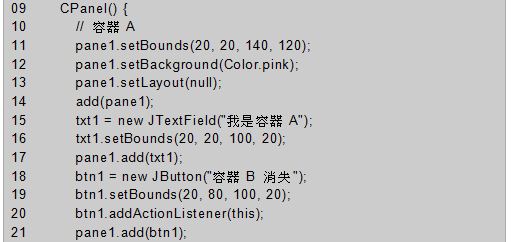 09 CPanel() {
10 // 容器 A
11 pane1.setBounds(20, 20, 140, 120);
12 pane1.setBackground(Color.pink);
13 pane1.setLayout(null);
14 add(pane1);
15 txt1 = new JTextField("我是容器 A");
16 txt1.setBounds(20, 20, 100, 20);
17 pane1.add(txt1);
18 btn1 = new JButton("容器 B 消失");
19 btn1.setBounds(20, 80, 100, 20);
20 btn1.addActionListener(this);
21 pane1.add(btn1);